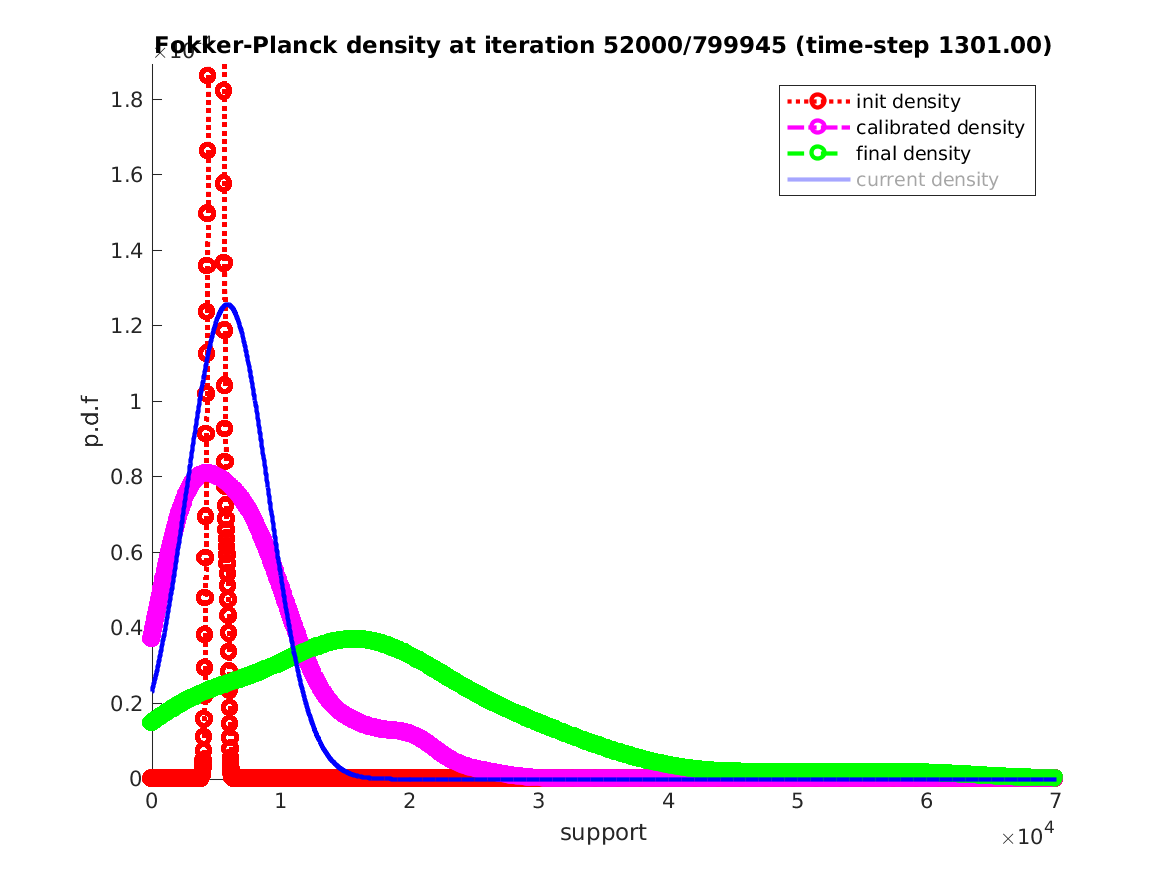 Fokker-Planck density at iteration 52000/799945 (time-step 1301.00)
init density
calibrated density
final density
current density
1.8
1.6
1.4
1.2
1
0.8
0.6
0.4
0.2
0
p.d.f
0 1 2 3 4 5 6 7
support
×10⁴